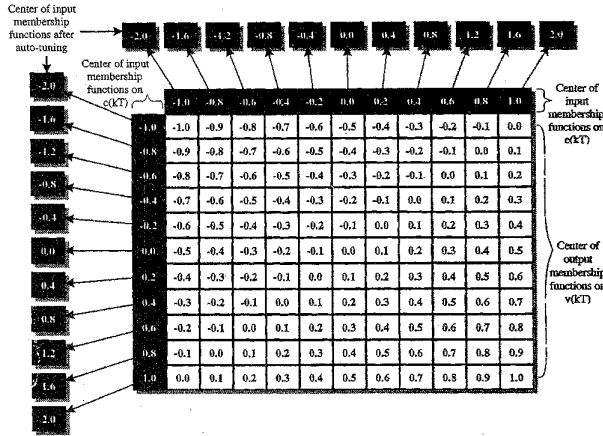 Center of input
membership
functions after
auto-tuning
-2.0 -1.6 -1.2 -0.8 -0.4 0.0 0.4 0.8 1.2 1.6 2.0
Center of input
membership
functions on
c(kT)
-1.0 -0.8 -0.6 -0.4 -0.2 0.0 0.2 0.4 0.6 0.8 1.0
Center of
input
membership
functions on
e(kT)
-2.0
-1.6
-1.2
-0.8
-0.4
0.0
0.4
0.8
1.2
1.6
2.0
-1.0 -1.0 -0.9 -0.8 -0.7 -0.6 -0.5 -0.4 -0.3 -0.2 -0.1 0.0
-0.8 -0.9 -0.8 -0.7 -0.6 -0.5 -0.4 -0.3 -0.2 -0.1 0.0 0.1
-0.6 -0.8 -0.7 -0.6 -0.5 -0.4 -0.3 -0.2 -0.1 0.0 0.1 0.2
-0.4 -0.7 -0.6 -0.5 -0.4 -0.3 -0.2 -0.1 0.0 0.1 0.2 0.3
-0.2 -0.6 -0.5 -0.4 -0.3 -0.2 -0.1 0.0 0.1 0.2 0.3 0.4
0.0 -0.5 -0.4 -0.3 -0.2 -0.1 0.0 0.1 0.2 0.3 0.4 0.5
0.2 -0.4 -0.3 -0.2 -0.1 0.0 0.1 0.2 0.3 0.4 0.5 0.6
0.4 -0.3 -0.2 -0.1 0.0 0.1 0.2 0.3 0.4 0.5 0.6 0.7
0.6 -0.2 -0.1 0.0 0.1 0.2 0.3 0.4 0.5 0.6 0.7 0.8
0.8 -0.1 0.0 0.1 0.2 0.3 0.4 0.5 0.6 0.7 0.8 0.9
1.0 0.0 0.1 0.2 0.3 0.4 0.5 0.6 0.7 0.8 0.9 1.0
Center of
output
membership
functions on
v(kT)